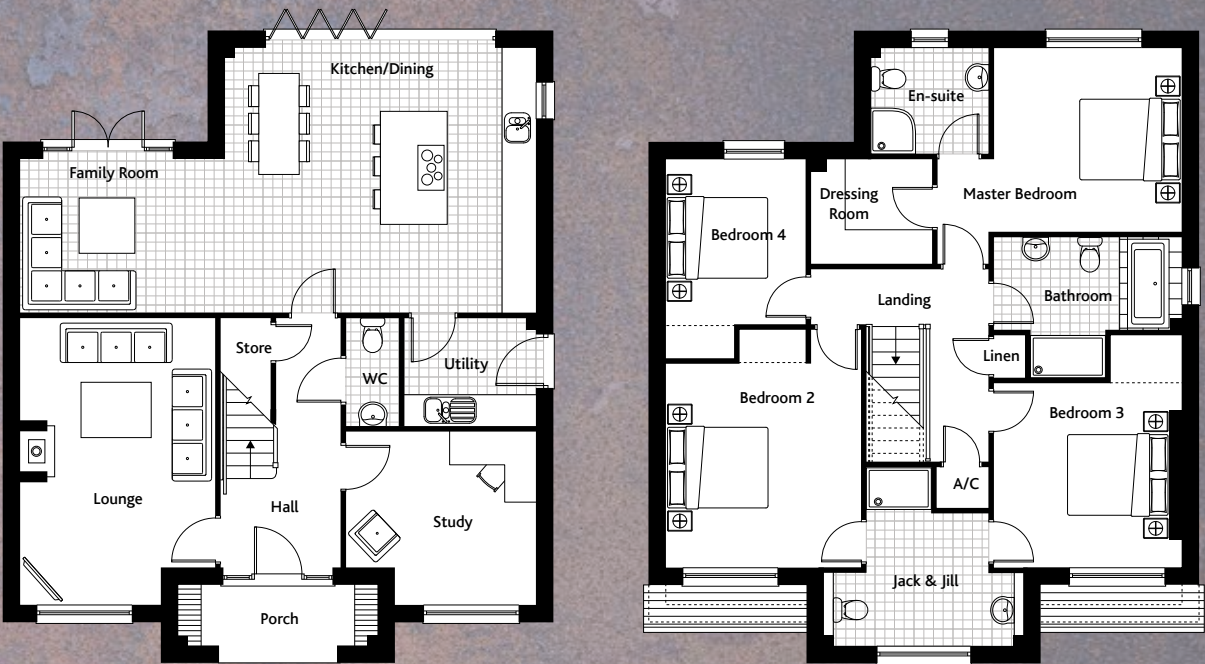 Kitchen/Dining
Family Room
Store
WC
Utility
Lounge
Hall
Study
Porch
En-suite
Dressing
Room
Master Bedroom
Bedroom 4
Landing
Bathroom
Linen
Bedroom 2
Bedroom 3
A/C
Jack & Jill